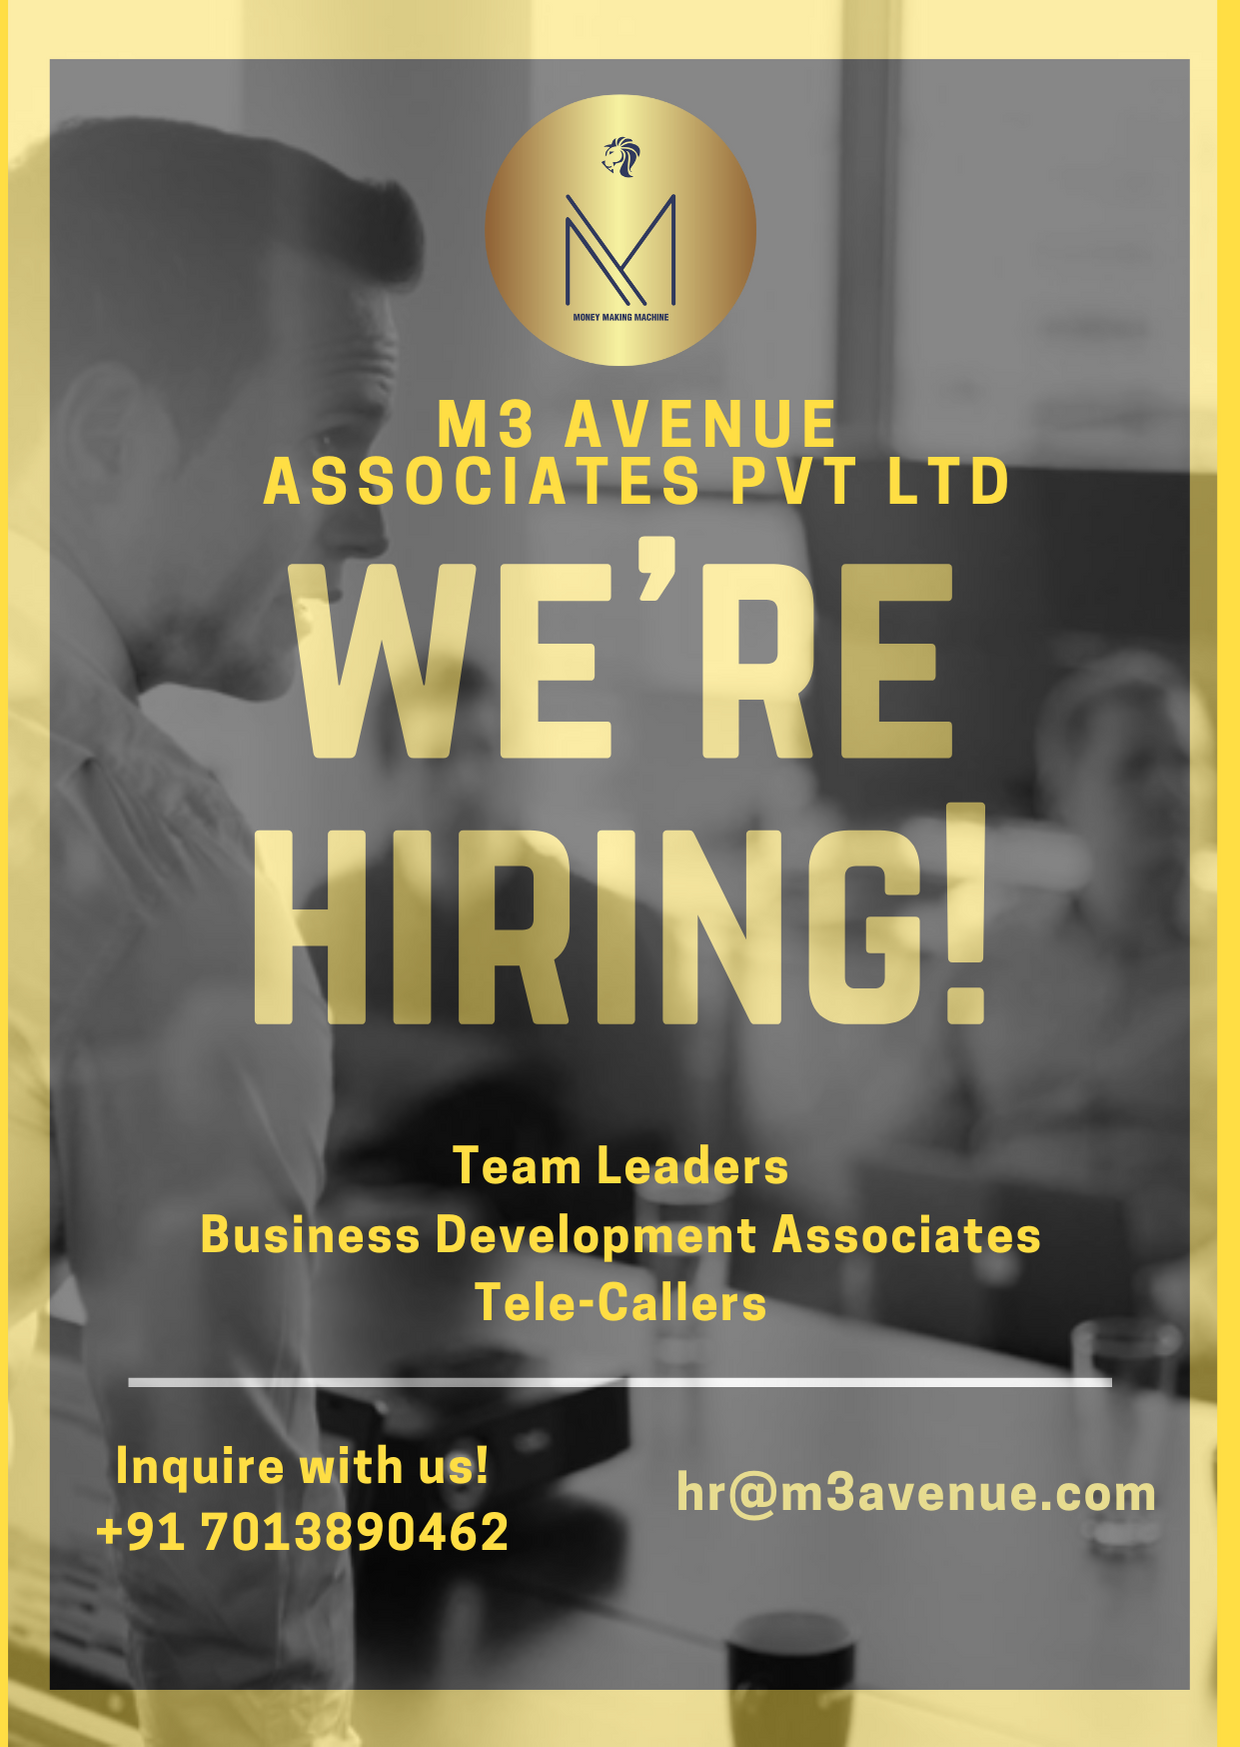 MONEY MAKING MACHINE
M3 AVENUE
ASSOCIATES PVT LTD
WE'RE
HIRING!
Team Leaders
Business Development Associates
Tele-Callers
Inquire with us!
+91 7013890462
hr@m3avenue.com